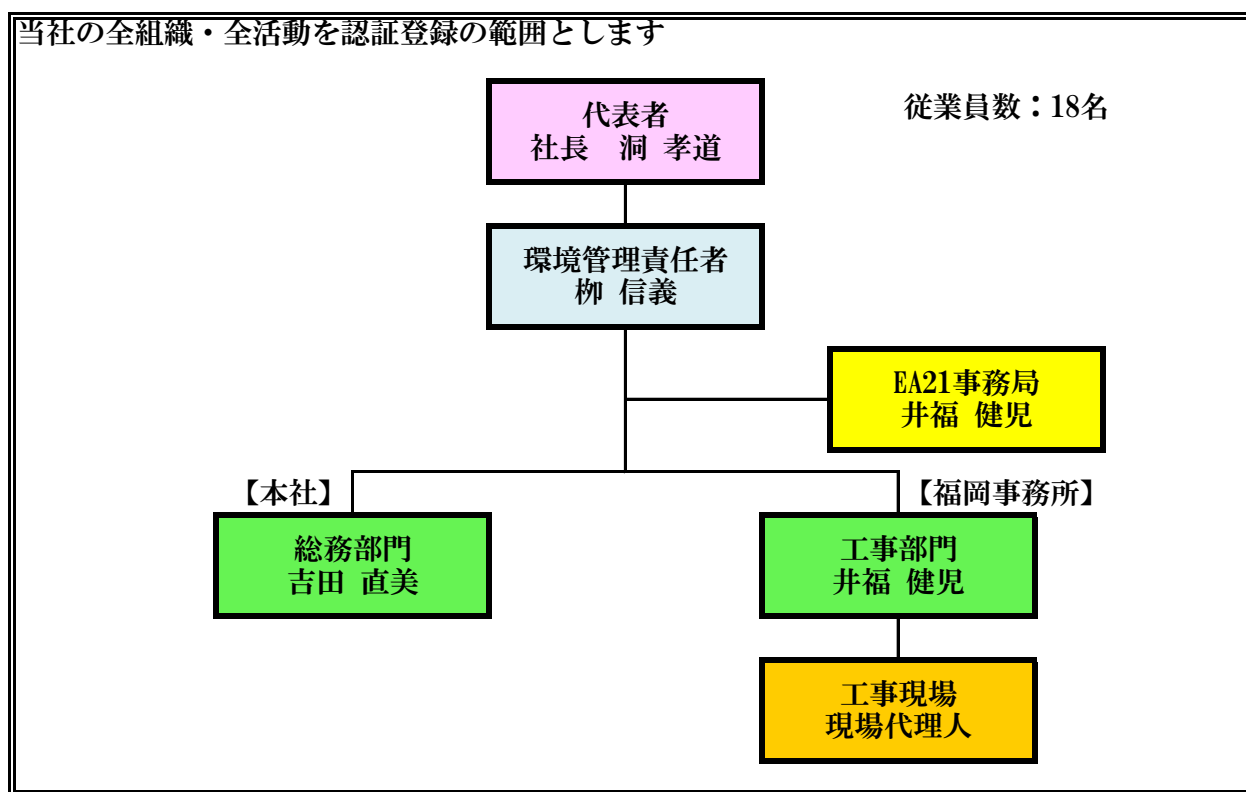 当社の全組織・全活動を認証登録の範囲とします
従業員数：18名
代表者
社長　洞 孝道
環境管理責任者
栁 信義
EA21事務局
井福 健児
【本社】
【福岡事務所】
総務部門
吉田 直美
工事部門
井福 健児
工事現場
現場代理人